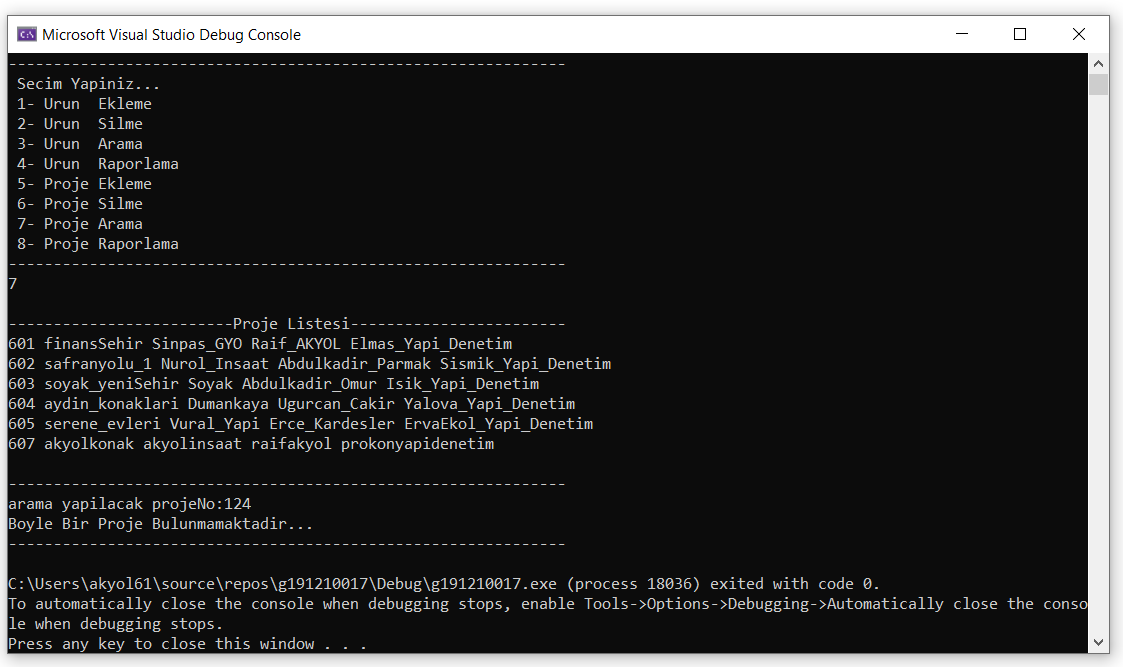 Microsoft Visual Studio Debug Console
--------------------------------------------------------------
Secim Yapiniz...
1- Urun  Ekleme
2- Urun  Silme
3- Urun  Arama
4- Urun  Raporlama
5- Proje Ekleme
6- Proje Silme
7- Proje Arama
8- Proje Raporlama
--------------------------------------------------------------
7
-------------------------Proje Listesi------------------------
601 finansSehir Sinpas_GYO Raif_AKYOL Elmas_Yapi_Denetim
602 safranyolu_1 Nurol_Insaat Abdulkadir_Parmak Sismik_Yapi_Denetim
603 soyak_yeniSehir Soyak Abdulkadir_Omur Isik_Yapi_Denetim
604 aydin_konaklari Dumankaya Ugurcan_Cakir Yalova_Yapi_Denetim
605 serene_evleri Vural_Yapi Erce_Kardesler ErvaEkol_Yapi_Denetim
607 akyolkonak akyolinsaat raifakyol prokonyapidenetim
--------------------------------------------------------------
arama yapilacak projeNo:124
Boyle Bir Proje Bulunmamaktadir...
--------------------------------------------------------------
C:\Users\akyol61\source\repos\g191210017\Debug\g191210017.exe (process 18036) exited with code 0.
To automatically close the console when debugging stops, enable Tools->Options->Debugging->Automatically close the conso
le when debugging stops.
Press any key to close this window . . .